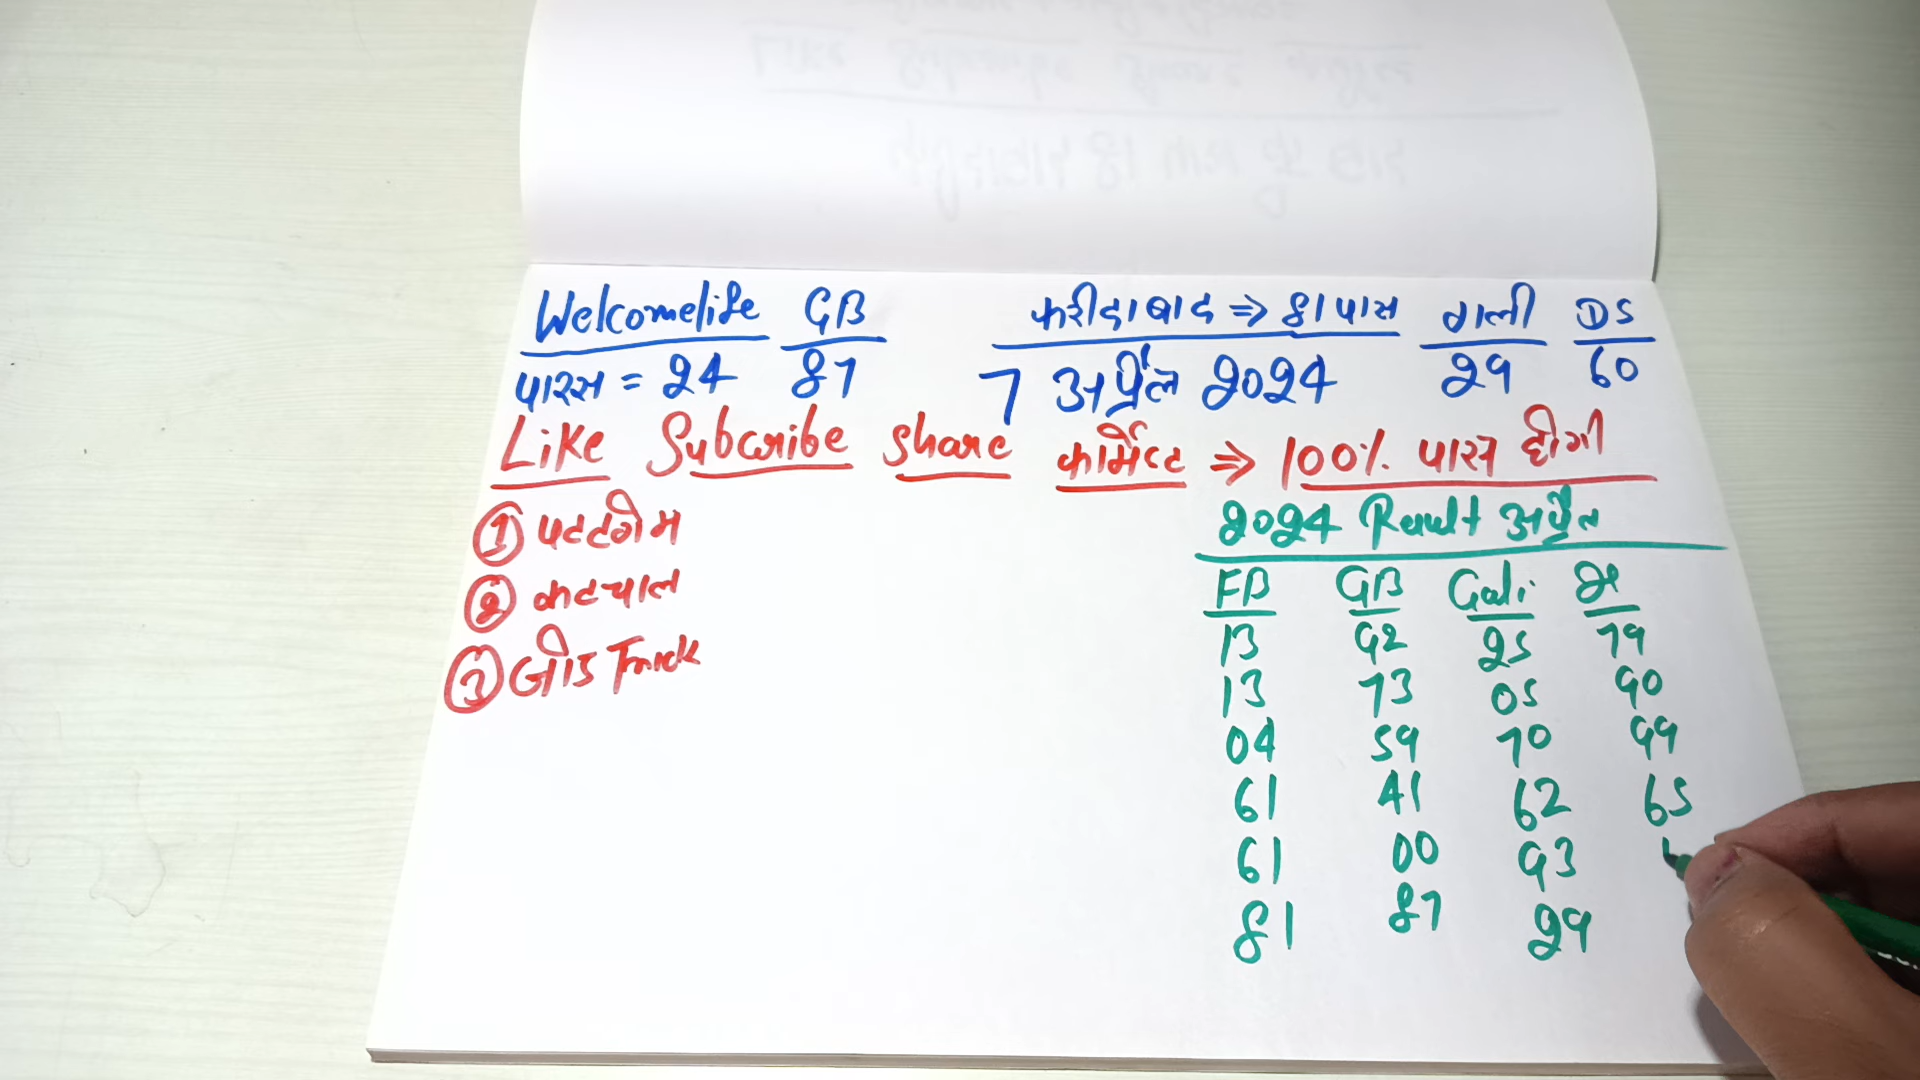 Welcomelife GB फरीदाबाद ⇒ 81 पास गली DS
पारस = 24 87 7 अप्रैल 2024 29 60
Like Subcribe Share कमेंट ⇒ 100% पास होगी
① पटटगेम
② कटचाल
③ जोड Trick
2024 Result अप्रैल
FB GB Gali
13 92 25 79
13 73 05 90
04 59 70 99
61 41 62 65
61 00 93
81 87 29